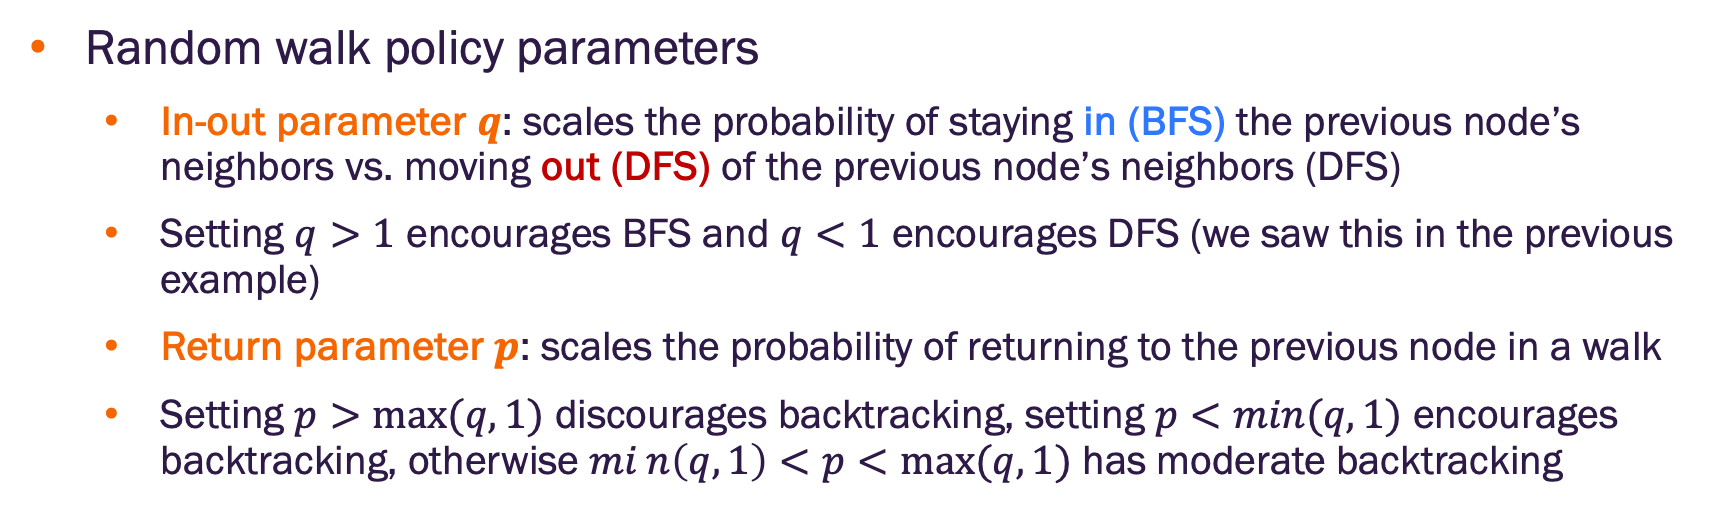 • Random walk policy parameters
• In-out parameter q: scales the probability of staying in (BFS) the previous node’s
neighbors vs. moving out (DFS) of the previous node’s neighbors (DFS)
• Setting q > 1 encourages BFS and q < 1 encourages DFS (we saw this in the previous
example)
• Return parameter p: scales the probability of returning to the previous node in a walk
• Setting p > max(q, 1) discourages backtracking, setting p < min(q, 1) encourages
backtracking, otherwise mi n(q, 1) < p < max(q, 1) has moderate backtracking